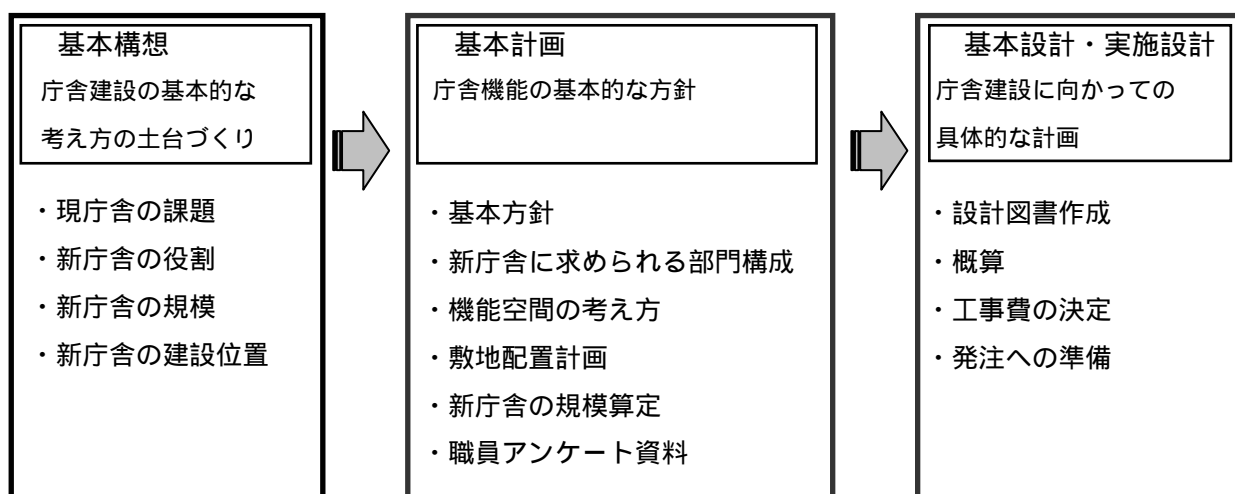 基本構想
庁舎建設の基本的な
考え方の土台づくり
・現庁舎の課題
・新庁舎の役割
・新庁舎の規模
・新庁舎の建設位置
基本計画
庁舎機能の基本的な方針
・基本方針
・新庁舎に求められる部門構成
・機能空間の考え方
・敷地配置計画
・新庁舎の規模算定
・職員アンケート資料
基本設計・実施設計
庁舎建設に向かっての
具体的な計画
・設計図書作成
・概算
・工事費の決定
・発注への準備